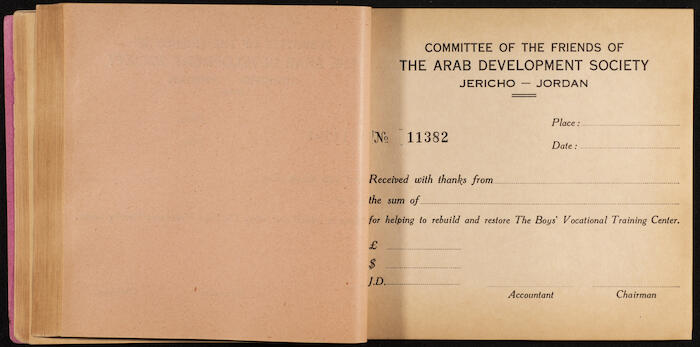 COMMITTEE OF THE FRIENDS OF
THE ARAB DEVELOPMENT SOCIETY
JERICHO — JORDAN
Place :
№ 11382
Date :
Received with thanks from
the sum of
for helping to rebuild and restore The Boys' Vocational Training Center.
£
$
J.D.
Accountant Chairman